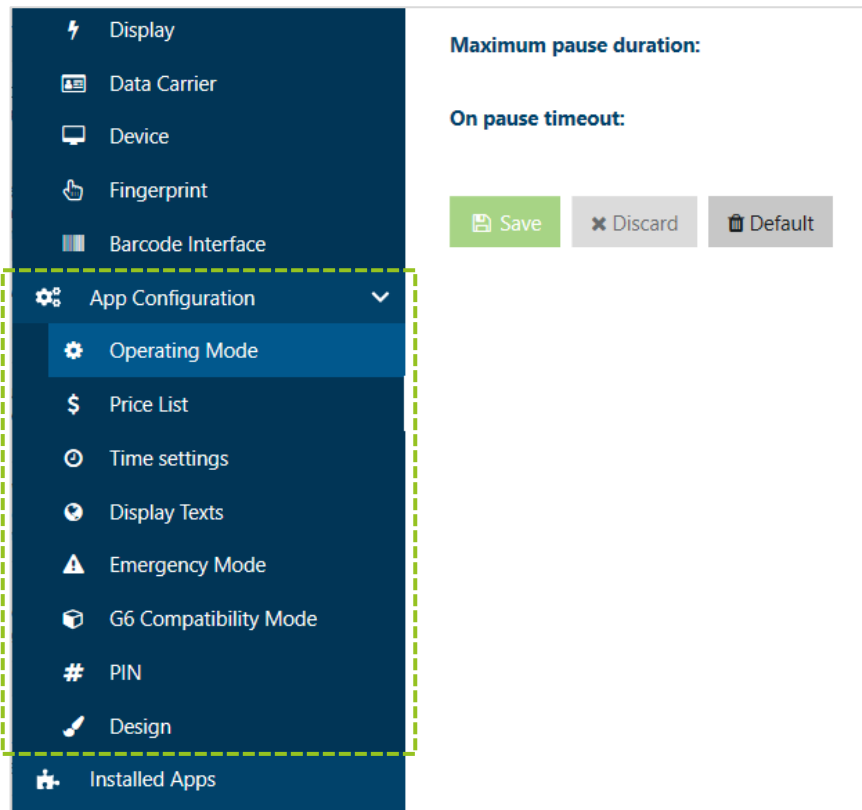 Display
Data Carrier
Device
Fingerprint
Barcode Interface
App Configuration
Operating Mode
Price List
Time settings
Display Texts
Emergency Mode
G6 Compatibility Mode
PIN
Design
Installed Apps
Maximum pause duration:
On pause timeout:
Save Discard Default